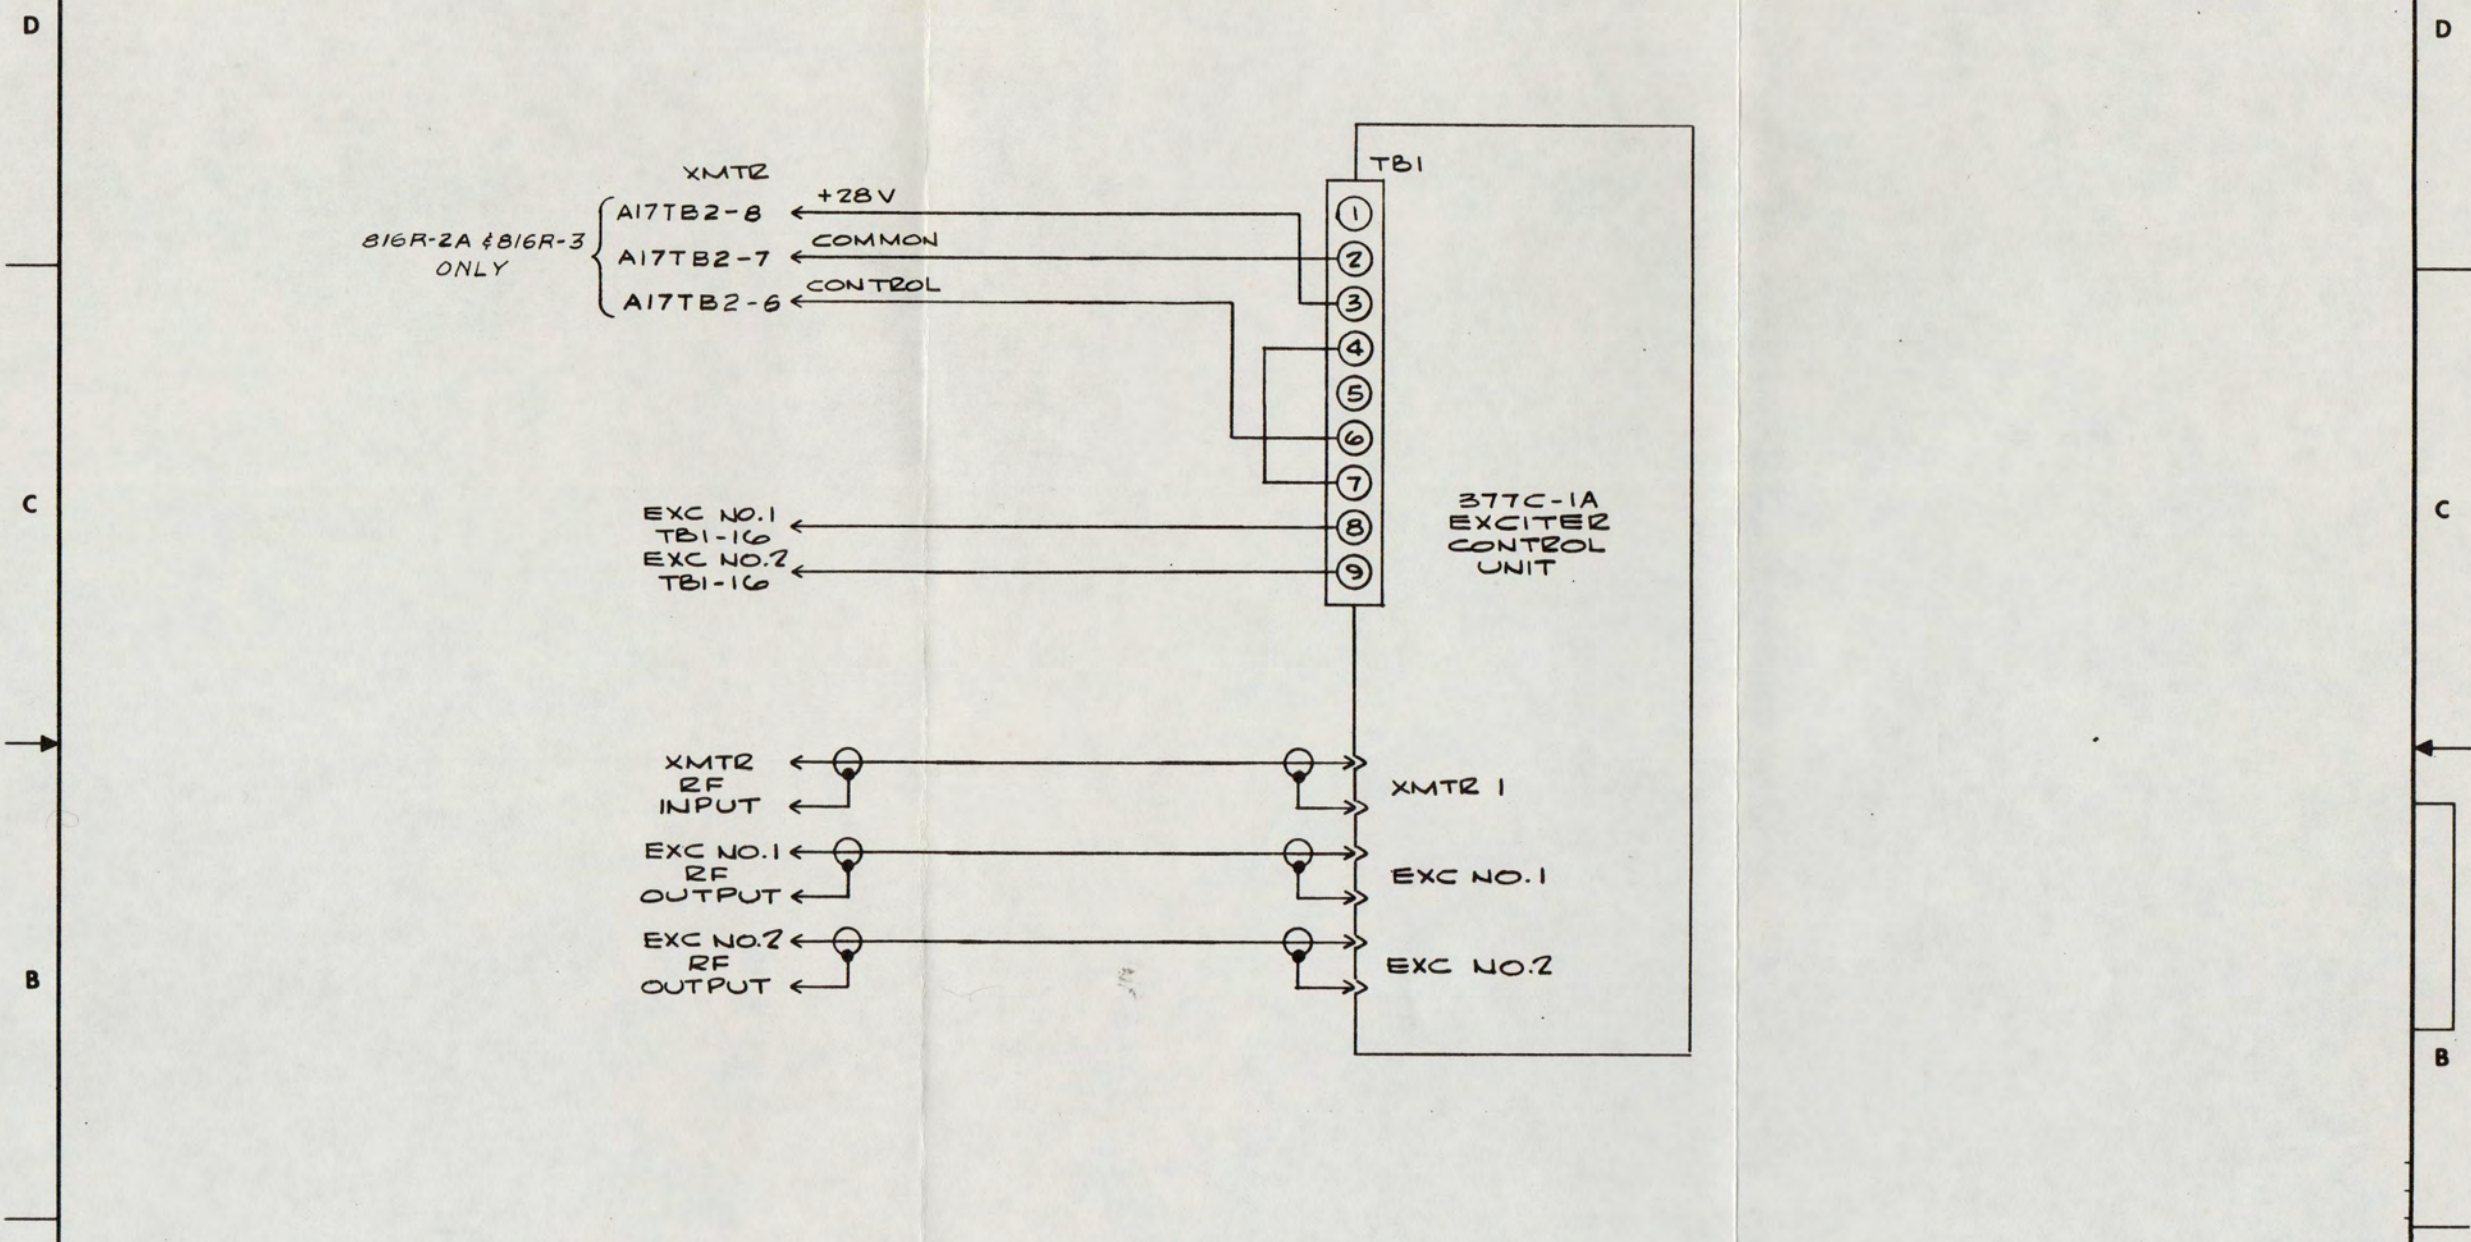 D
D
XMTR
TB1
+28V
A17TB2-8
1
816R-2A & 816R-3
ONLY
COMMON
A17TB2-7
2
CONTROL
A17TB2-6
3
4
5
6
7
C
C
EXC NO.1
TB1-16
8
EXC NO.2
TB1-16
9
377C-1A
EXCITER
CONTROL
UNIT
XMTR
RF
INPUT
XMTR 1
EXC NO.1
RF
OUTPUT
EXC NO.1
EXC NO.2
RF
OUTPUT
EXC NO.2
B
B